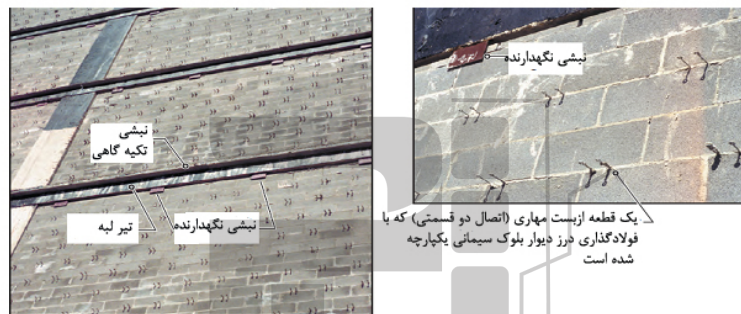 نبشی نگهدارنده
یک قطعه ازبست مهاری (اتصال دو قسمتی) که با
فولادگذاری درز دیوار بلوک سیمانی یکپارچه
شده است
نبشی
تکیه گاهی
تیر لبه
نبشی نگهدارنده